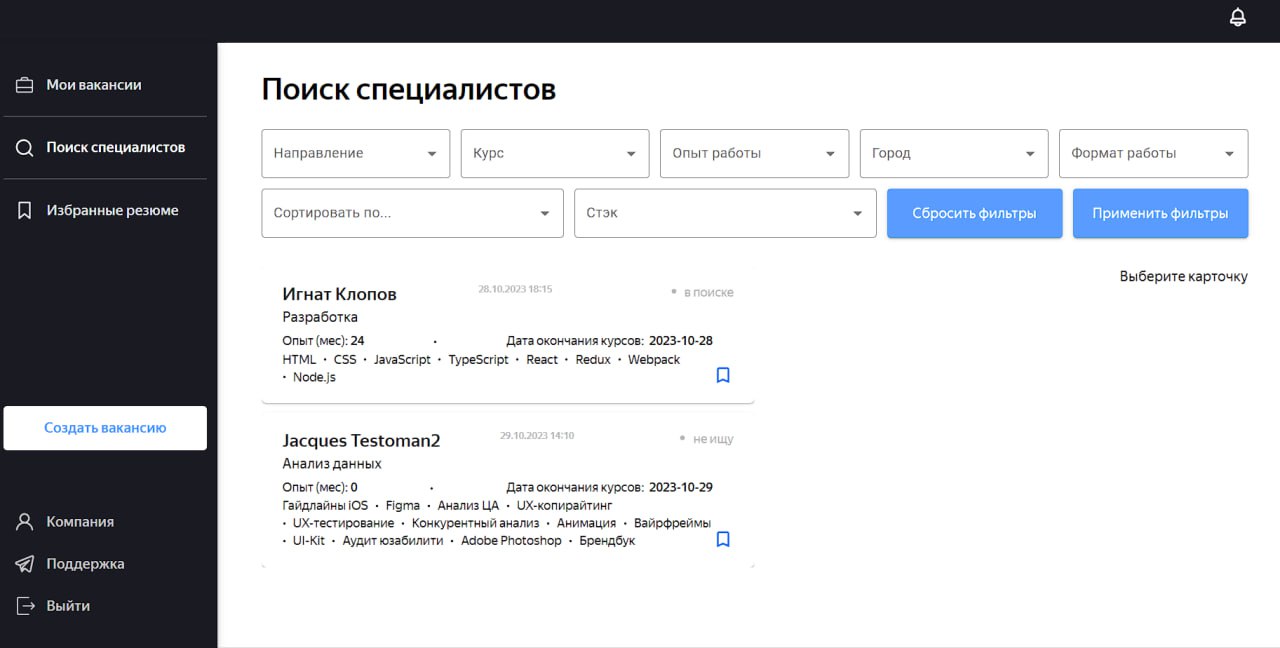 Мои вакансии
Поиск специалистов
Избранные резюме
Создать вакансию
Компания
Поддержка
Выйти
Поиск специалистов
Направление Курс Опыт работы Город Формат работы
Сортировать по... Стэк Сбросить фильтры Применить фильтры
Выберите карточку
Игнат Клопов 28.10.2023 18:15 • в поиске
Разработка
Опыт (мес): 24 • Дата окончания курсов: 2023-10-28
HTML • CSS • JavaScript • TypeScript • React • Redux • Webpack
• Node.js
Jacques Testoman2 29.10.2023 14:10 • не ищу
Анализ данных
Опыт (мес): 0 • Дата окончания курсов: 2023-10-29
Гайдлайны iOS • Figma • Анализ ЦА • UX-копирайтинг
• UX-тестирование • Конкурентный анализ • Анимация • Вайрфреймы
• UI-Kit • Аудит юзабилити • Adobe Photoshop • Брендбук